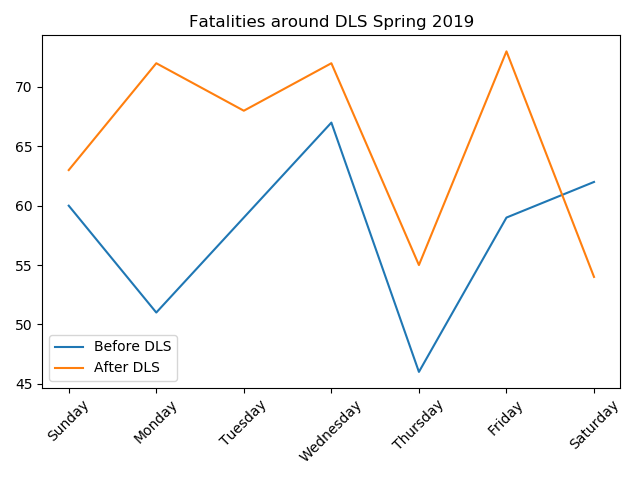 Fatalities around DLS Spring 2019
70
65
60
55
50
45
Before DLS
After DLS
Sunday
Monday
Tuesday
Wednesday
Thursday
Friday
Saturday